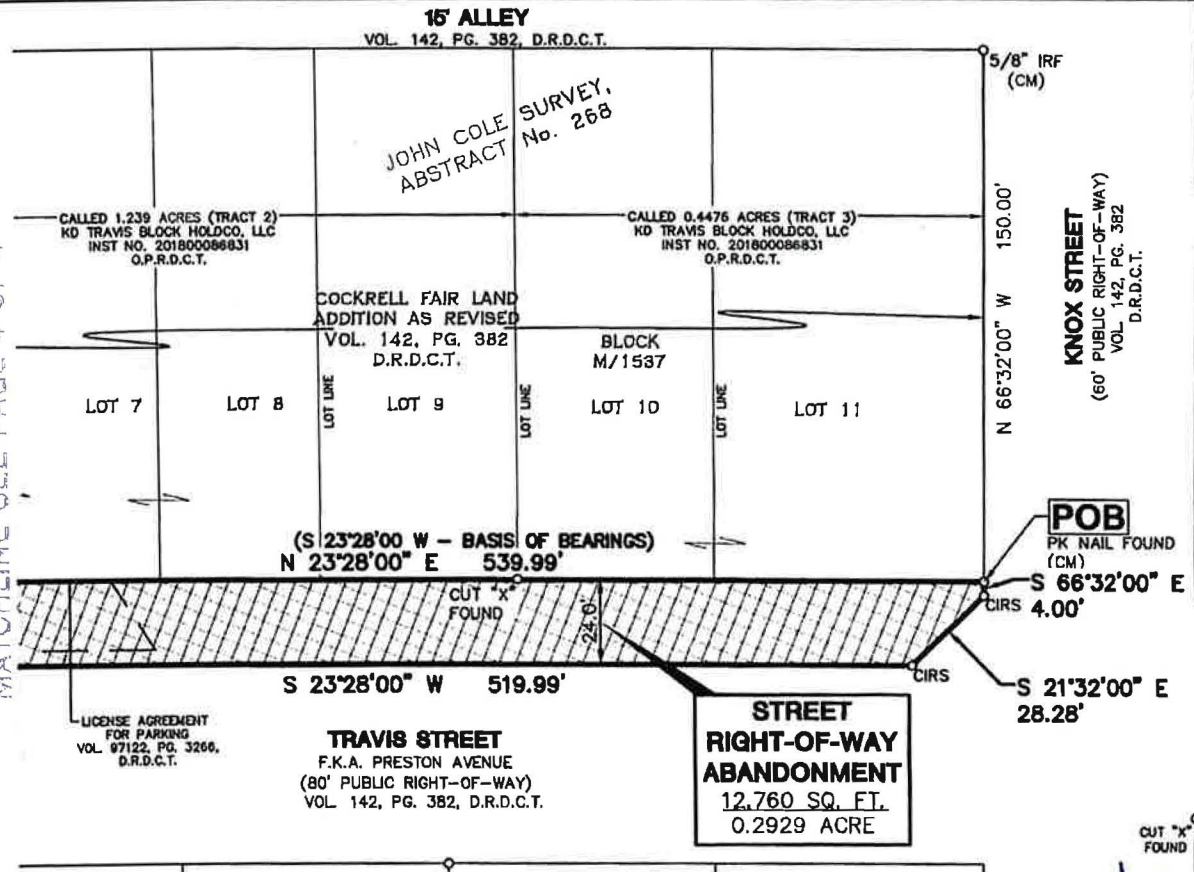 15' ALLEY
VOL. 142, PG. 382, D.R.D.C.T.
5/8" IRF
(CM)
JOHN COLE SURVEY,
ABSTRACT No. 268
CALLED 1.239 ACRES (TRACT 2)
KD TRAVIS BLOCK HOLDCO, LLC
INST NO. 201800086831
O.P.R.D.C.T.
CALLED 0.4476 ACRES (TRACT 3)
KD TRAVIS BLOCK HOLDCO, LLC
INST NO. 201800086831
O.P.R.D.C.T.
N 66°32'00" W 150.00'
KNOX STREET
(60' PUBLIC RIGHT-OF-WAY)
VOL 142, PG. 382
D.R.D.C.T.
COCKRELL FAIR LAND
ADDITION AS REVISED
VOL. 142, PG. 382
D.R.D.C.T.
BLOCK
M/1537
LOT 7
LOT 8
LOT LINE
LOT 9
LOT LINE
LOT 10
LOT LINE
LOT 11
(S 23°28'00 W - BASIS OF BEARINGS)
N 23°28'00" E 539.99'
CUT "X"
FOUND
24.0'
POB
PK NAIL FOUND
(CM)
S 66°32'00" E
4.00'
CIRS
CIRS
S 21°32'00" E
28.28'
S 23°28'00" W 519.99'
LICENSE AGREEMENT
FOR PARKING
VOL. 97122, PG. 3266,
D.R.D.C.T.
TRAVIS STREET
F.K.A. PRESTON AVENUE
(80' PUBLIC RIGHT-OF-WAY)
VOL 142, PG. 382, D.R.D.C.T.
STREET
RIGHT-OF-WAY
ABANDONMENT
12,760 SQ. FT.
0.2929 ACRE
CUT "X"
FOUND